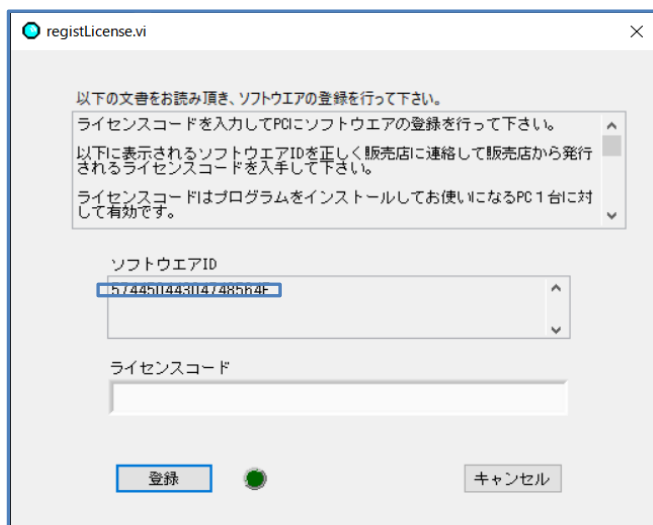 registLicense.vi
以下の文書をお読み頂き、ソフトウエアの登録を行って下さい。
ライセンスコードを入力してPCにソフトウエアの登録を行って下さい。
以下に表示されるソフトウエアIDを正しく販売店に連絡して販売店から発行
されるライセンスコードを入手して下さい。
ライセンスコードはプログラムをインストールしてお使いになるPC１台に対
して有効です。
ソフトウエアID
ライセンスコード
登録
キャンセル